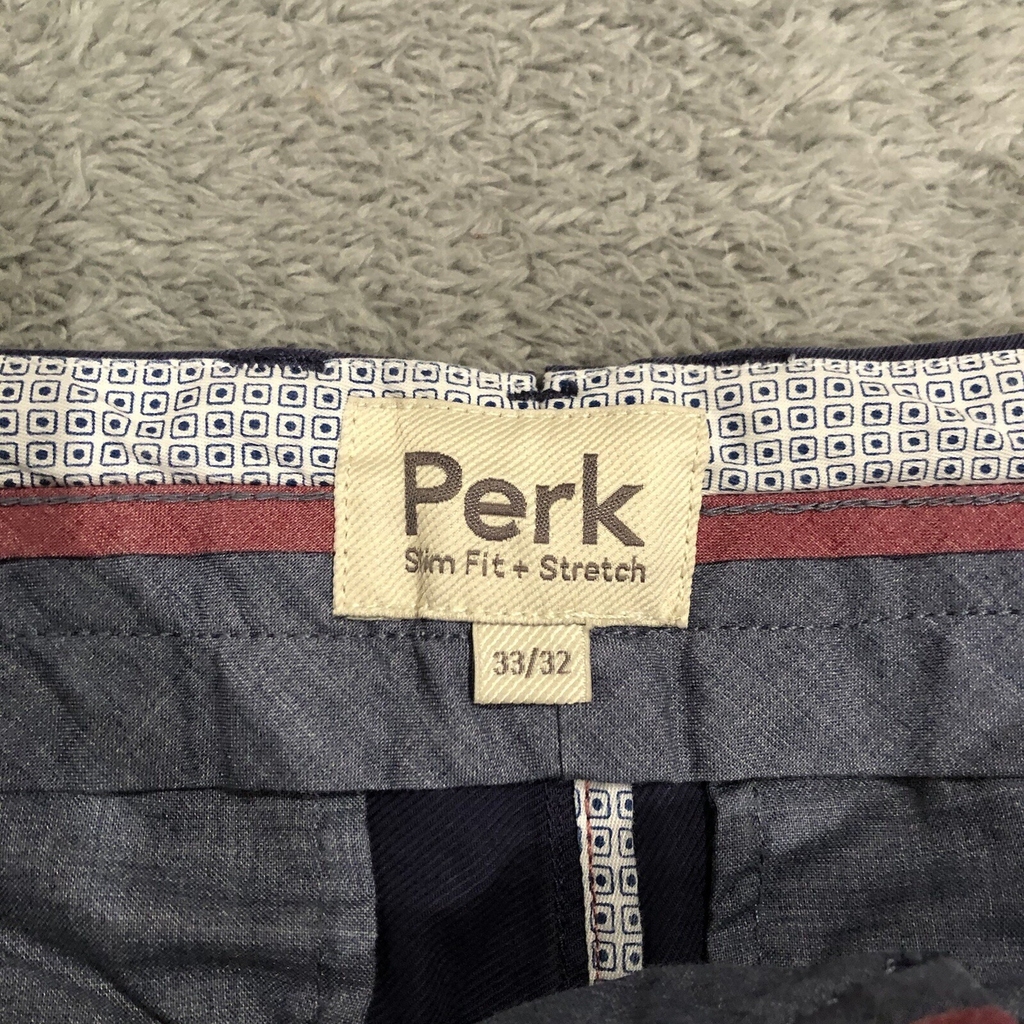 Perk
Slim Fit + Stretch
33/32